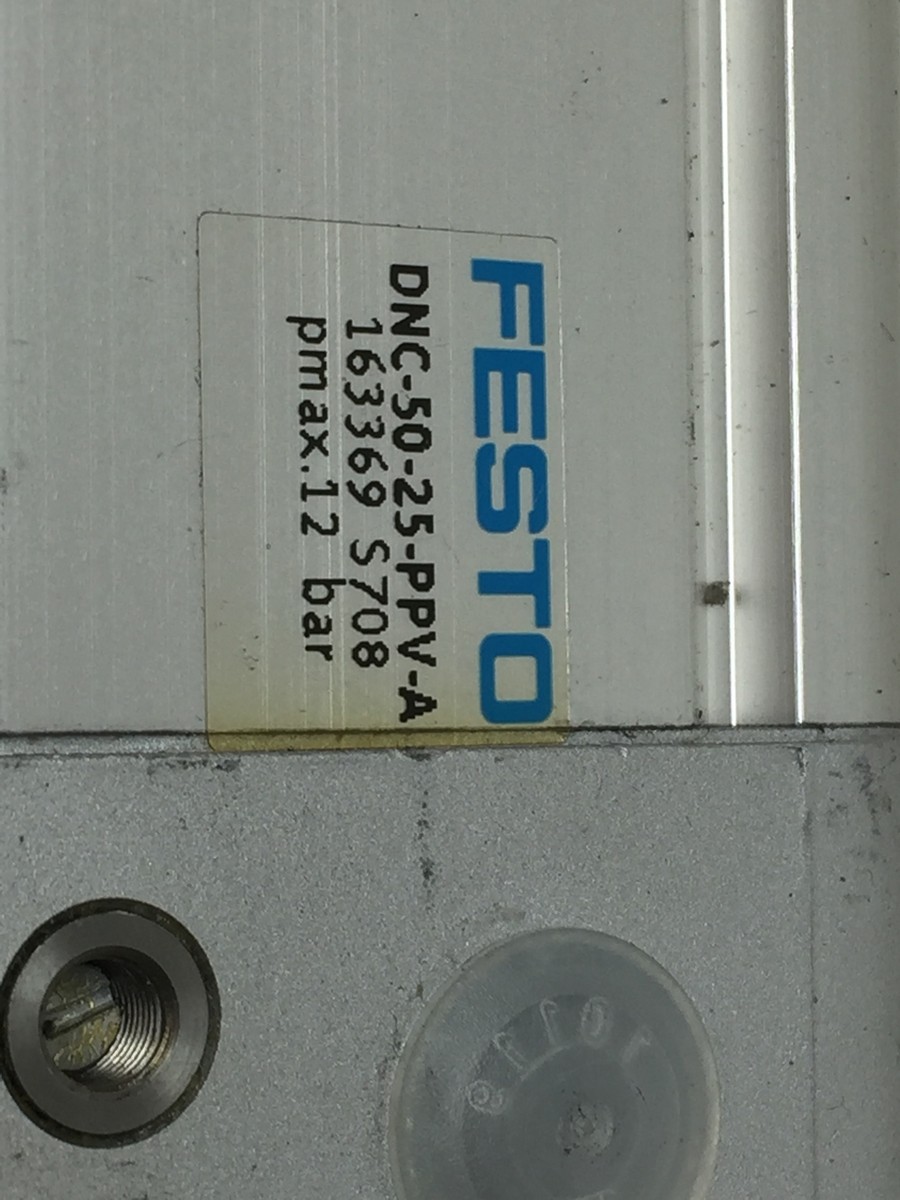 FESTO
DNC-50-25-PPV-A
163369 S708
pmax.12 bar